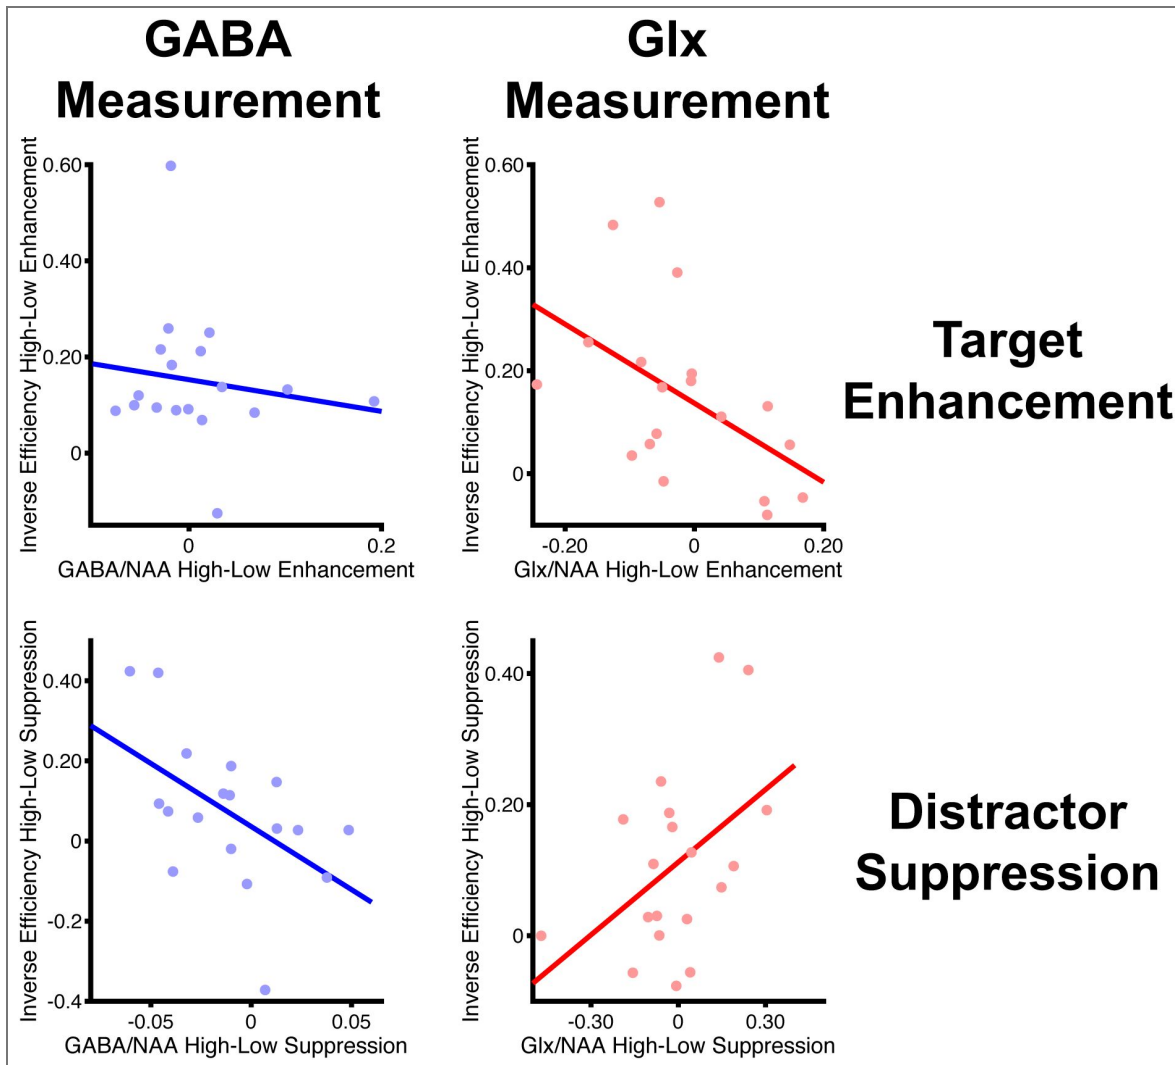 GABA
Measurement
Glx
Measurement
Inverse Efficiency High-Low Enhancement
0.60
0.40
0.20
0
0
0.2
GABA/NAA High-Low Enhancement
Inverse Efficiency High-Low Enhancement
0.60
0.40
0.20
0
-0.20
0
0.20
Glx/NAA High-Low Enhancement
Target
Enhancement
Inverse Efficiency High-Low Suppression
0.40
0.20
0
-0.2
-0.4
-0.05
0
0.05
GABA/NAA High-Low Suppression
Inverse Efficiency High-Low Suppression
0.40
0.20
0
-0.30
0
0.30
Glx/NAA High-Low Suppression
Distractor
Suppression